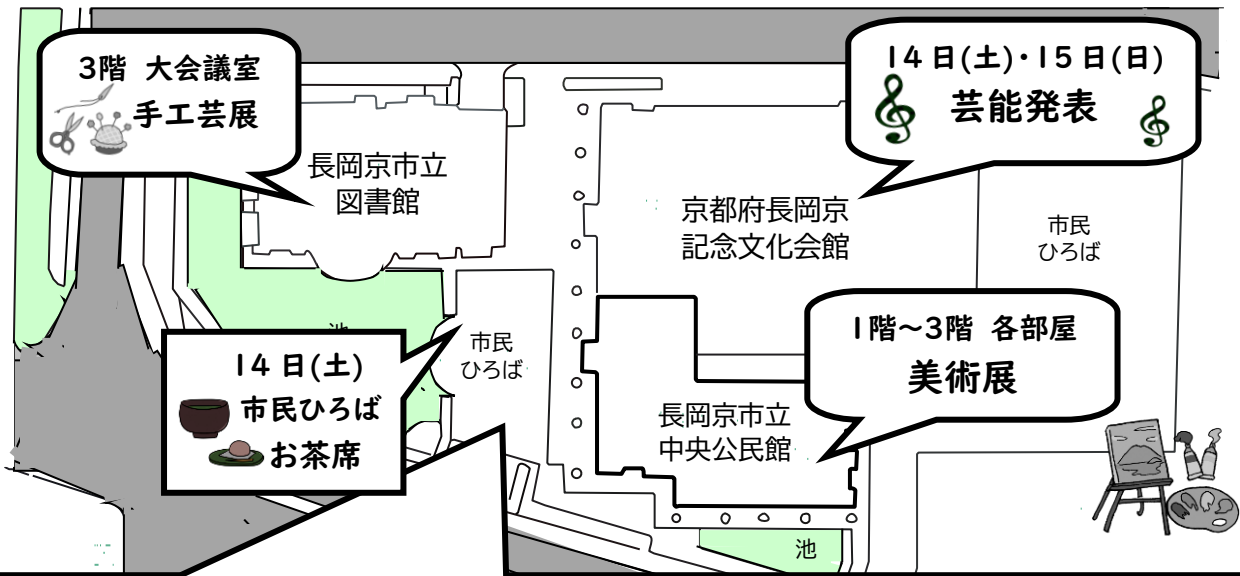 3階 大会議室
手工芸展
14日(土)・15日(日)
芸能発表
長岡京市立
図書館
京都府長岡京
記念文化会館
市民
ひろば
1階～3階 各部屋
美術展
14日(土)
市民ひろば
お茶席
市民
ひろば
長岡京市立
中央公民館
池